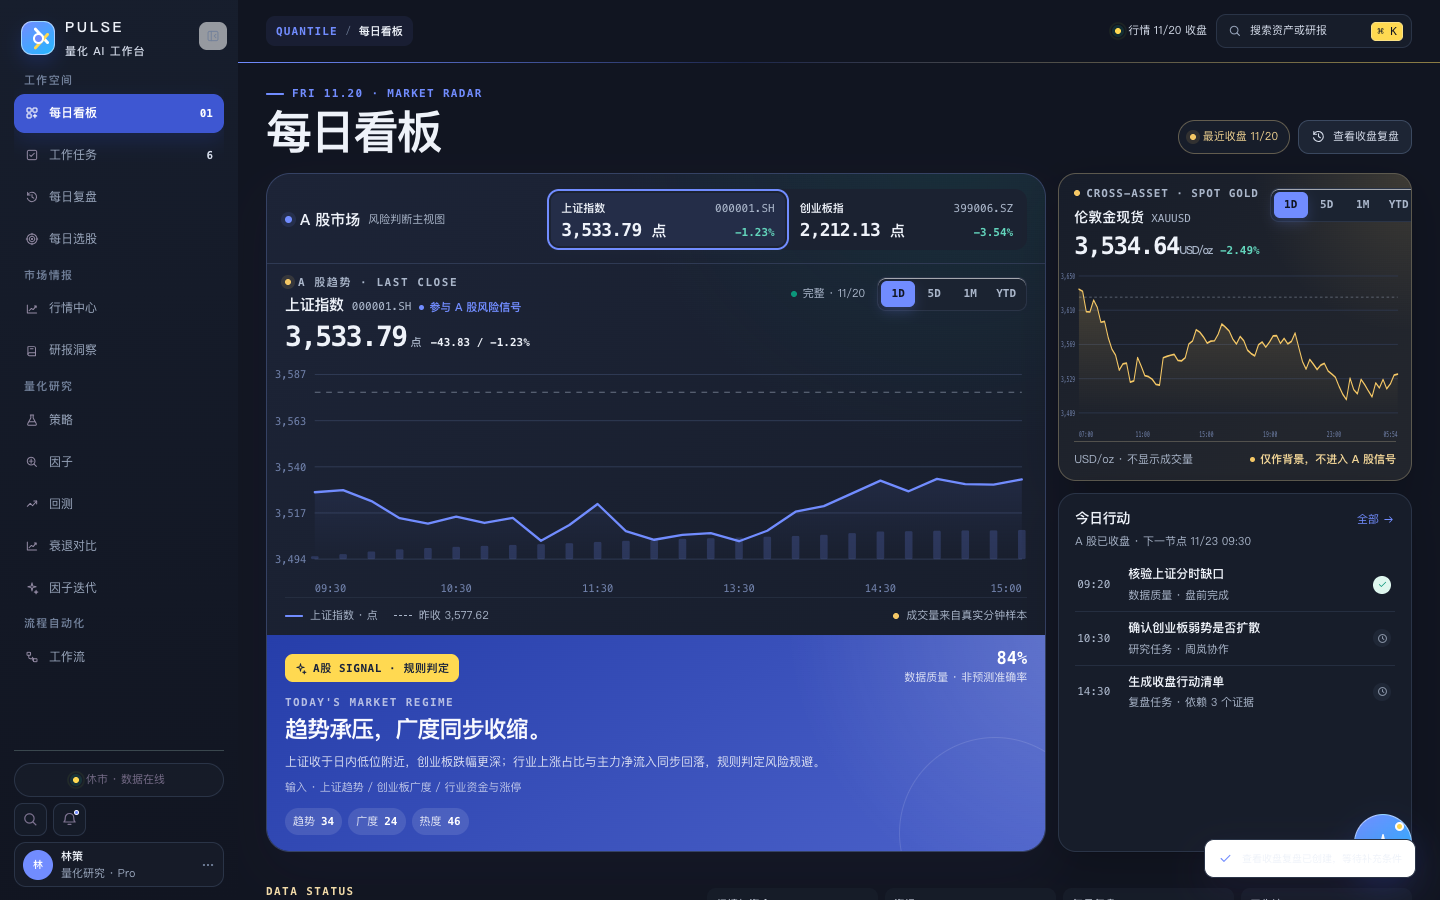 PULSE
量化 AI 工作台
工作空间
每日看板 01
工作任务 6
每日复盘
每日选股
市场情报
行情中心
研报洞察
量化研究
策略
因子
回测
衰退对比
因子迭代
流程自动化
工作流
休市 · 数据在线
林
林策
量化研究 · Pro
QUANTILE / 每日看板
行情 11/20 收盘
搜索资产或研报
⌘ K
FRI 11.20 · MARKET RADAR
每日看板
最近收盘 11/20
查看收盘复盘
A 股市场 风险判断主视图
上证指数 000001.SH
3,533.79 点 −1.23%
创业板指 399006.SZ
2,212.13 点 −3.54%
A 股趋势 · LAST CLOSE
上证指数 000001.SH 参与 A 股风险信号
3,533.79 点 −43.83 / −1.23%
完整 · 11/20
1D 5D 1M YTD
3,587
3,563
3,540
3,517
3,494
09:30 10:30 11:30 13:30 14:30 15:00
上证指数 · 点 昨收 3,577.62
成交量来自真实分钟样本
A股 SIGNAL · 规则判定
84%
数据质量 · 非预测准确率
TODAY'S MARKET REGIME
趋势承压，广度同步收缩。
上证收于日内低位附近，创业板跌幅更深；行业上涨占比与主力净流入同步回落，规则判定风险规避。
输入 · 上证趋势 / 创业板广度 / 行业资金与涨停
趋势 34 广度 24 热度 46
CROSS-ASSET · SPOT GOLD
1D 5D 1M YTD
伦敦金现货 XAUUSD
3,534.64 USD/oz −2.49%
3,650
3,610
3,569
3,529
3,489
07:00 11:00 15:00 19:00 23:00 05:54
USD/oz · 不显示成交量
仅作背景，不进入 A 股信号
今日行动 全部 →
A 股已收盘 · 下一节点 11/23 09:30
09:20 核验上证分时缺口
数据质量 · 盘前完成
10:30 确认创业板弱势是否扩散
研究任务 · 周岚协作
14:30 生成收盘行动清单
复盘任务 · 依赖 3 个证据
DATA STATUS